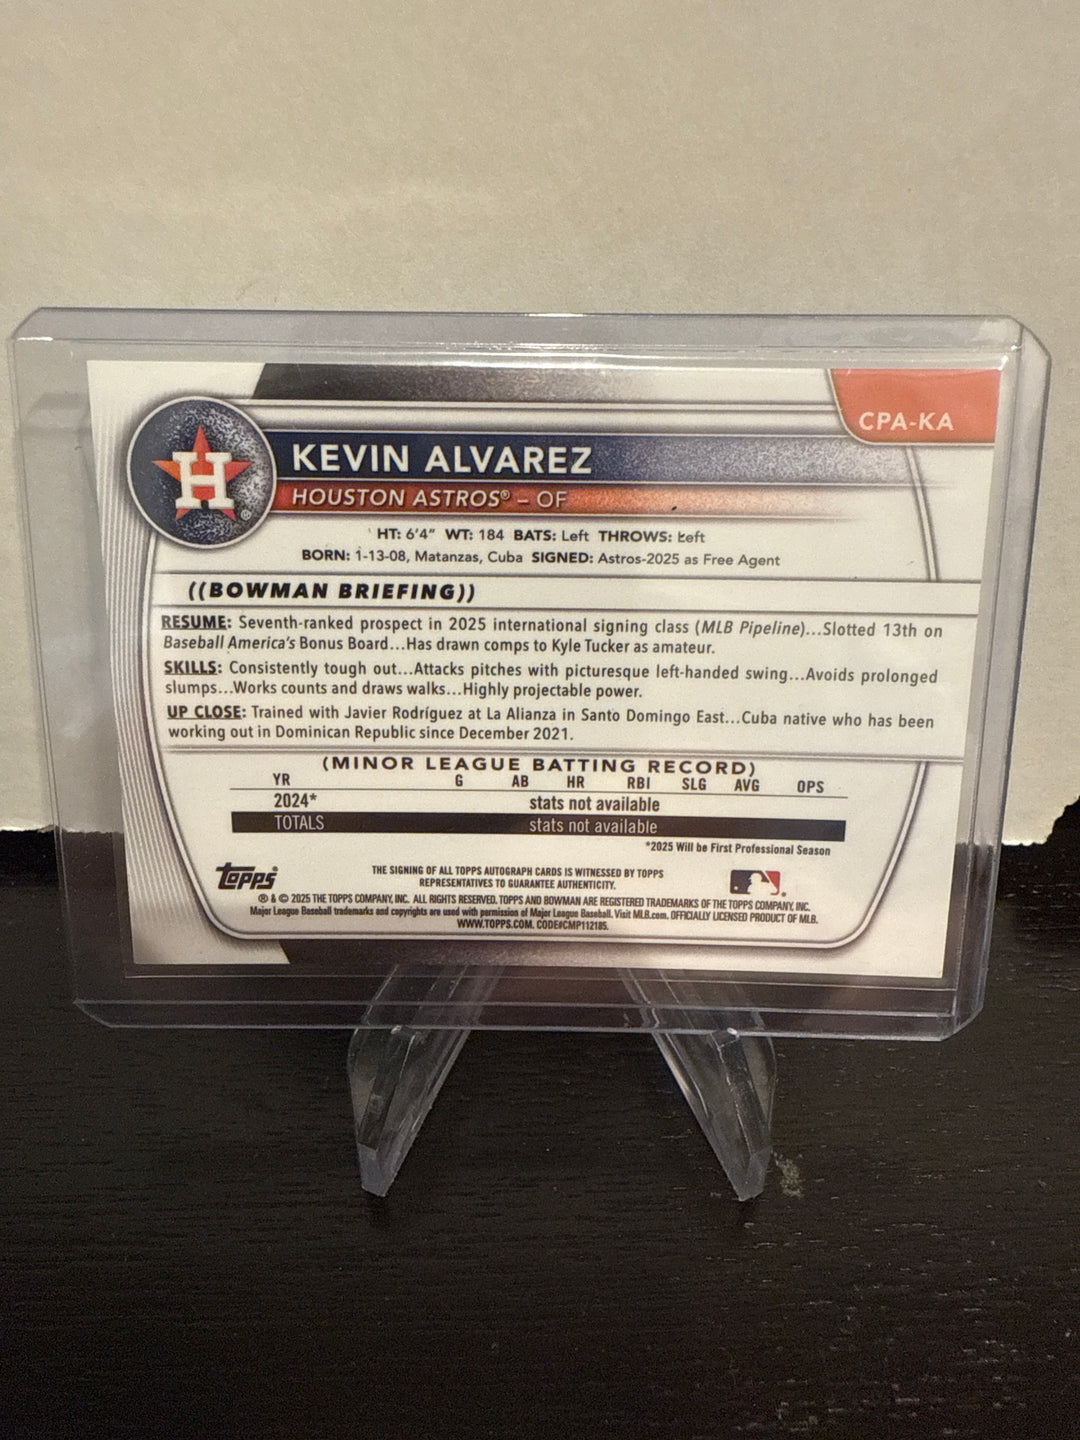 CPA-KA
H
®
KEVIN ALVAREZ
HOUSTON ASTROS® – OF
HT: 6'4" WT: 184 BATS: Left THROWS: Left
BORN: 1-13-08, Matanzas, Cuba SIGNED: Astros-2025 as Free Agent
((BOWMAN BRIEFING))
RESUME: Seventh-ranked prospect in 2025 international signing class (MLB Pipeline)...Slotted 13th on
Baseball America's Bonus Board...Has drawn comps to Kyle Tucker as amateur.
SKILLS: Consistently tough out...Attacks pitches with picturesque left-handed swing...Avoids prolonged
slumps...Works counts and draws walks...Highly projectable power.
UP CLOSE: Trained with Javier Rodríguez at La Alianza in Santo Domingo East...Cuba native who has been
working out in Dominican Republic since December 2021.
(MINOR LEAGUE BATTING RECORD)
YR G AB HR RBI SLG AVG OPS
2024* stats not available
TOTALS stats not available
*2025 Will be First Professional Season
Topps®
THE SIGNING OF ALL TOPPS AUTOGRAPH CARDS IS WITNESSED BY TOPPS
REPRESENTATIVES TO GUARANTEE AUTHENTICITY.
® & © 2025 THE TOPPS COMPANY, INC. ALL RIGHTS RESERVED. TOPPS AND BOWMAN ARE REGISTERED TRADEMARKS OF THE TOPPS COMPANY, INC.
Major League Baseball trademarks and copyrights are used with permission of Major League Baseball. Visit MLB.com. OFFICIALLY LICENSED PRODUCT OF MLB.
WWW.TOPPS.COM. CODE#CMP112185.